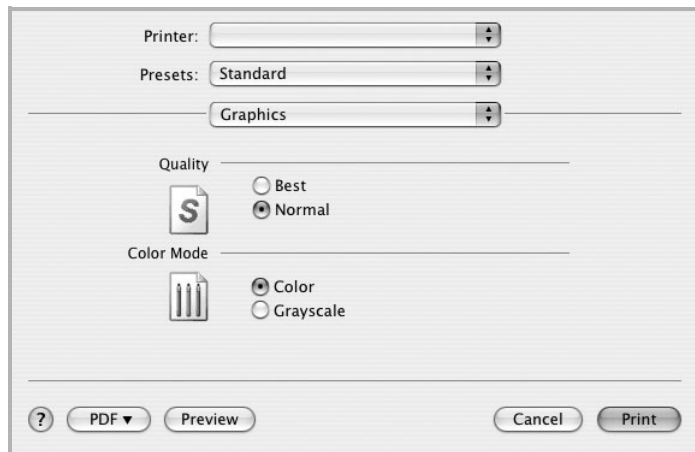 Printer:
Presets: Standard
Graphics
Quality
Best
S
Normal
Color Mode
Color
Grayscale
? PDF ▼ Preview Cancel Print